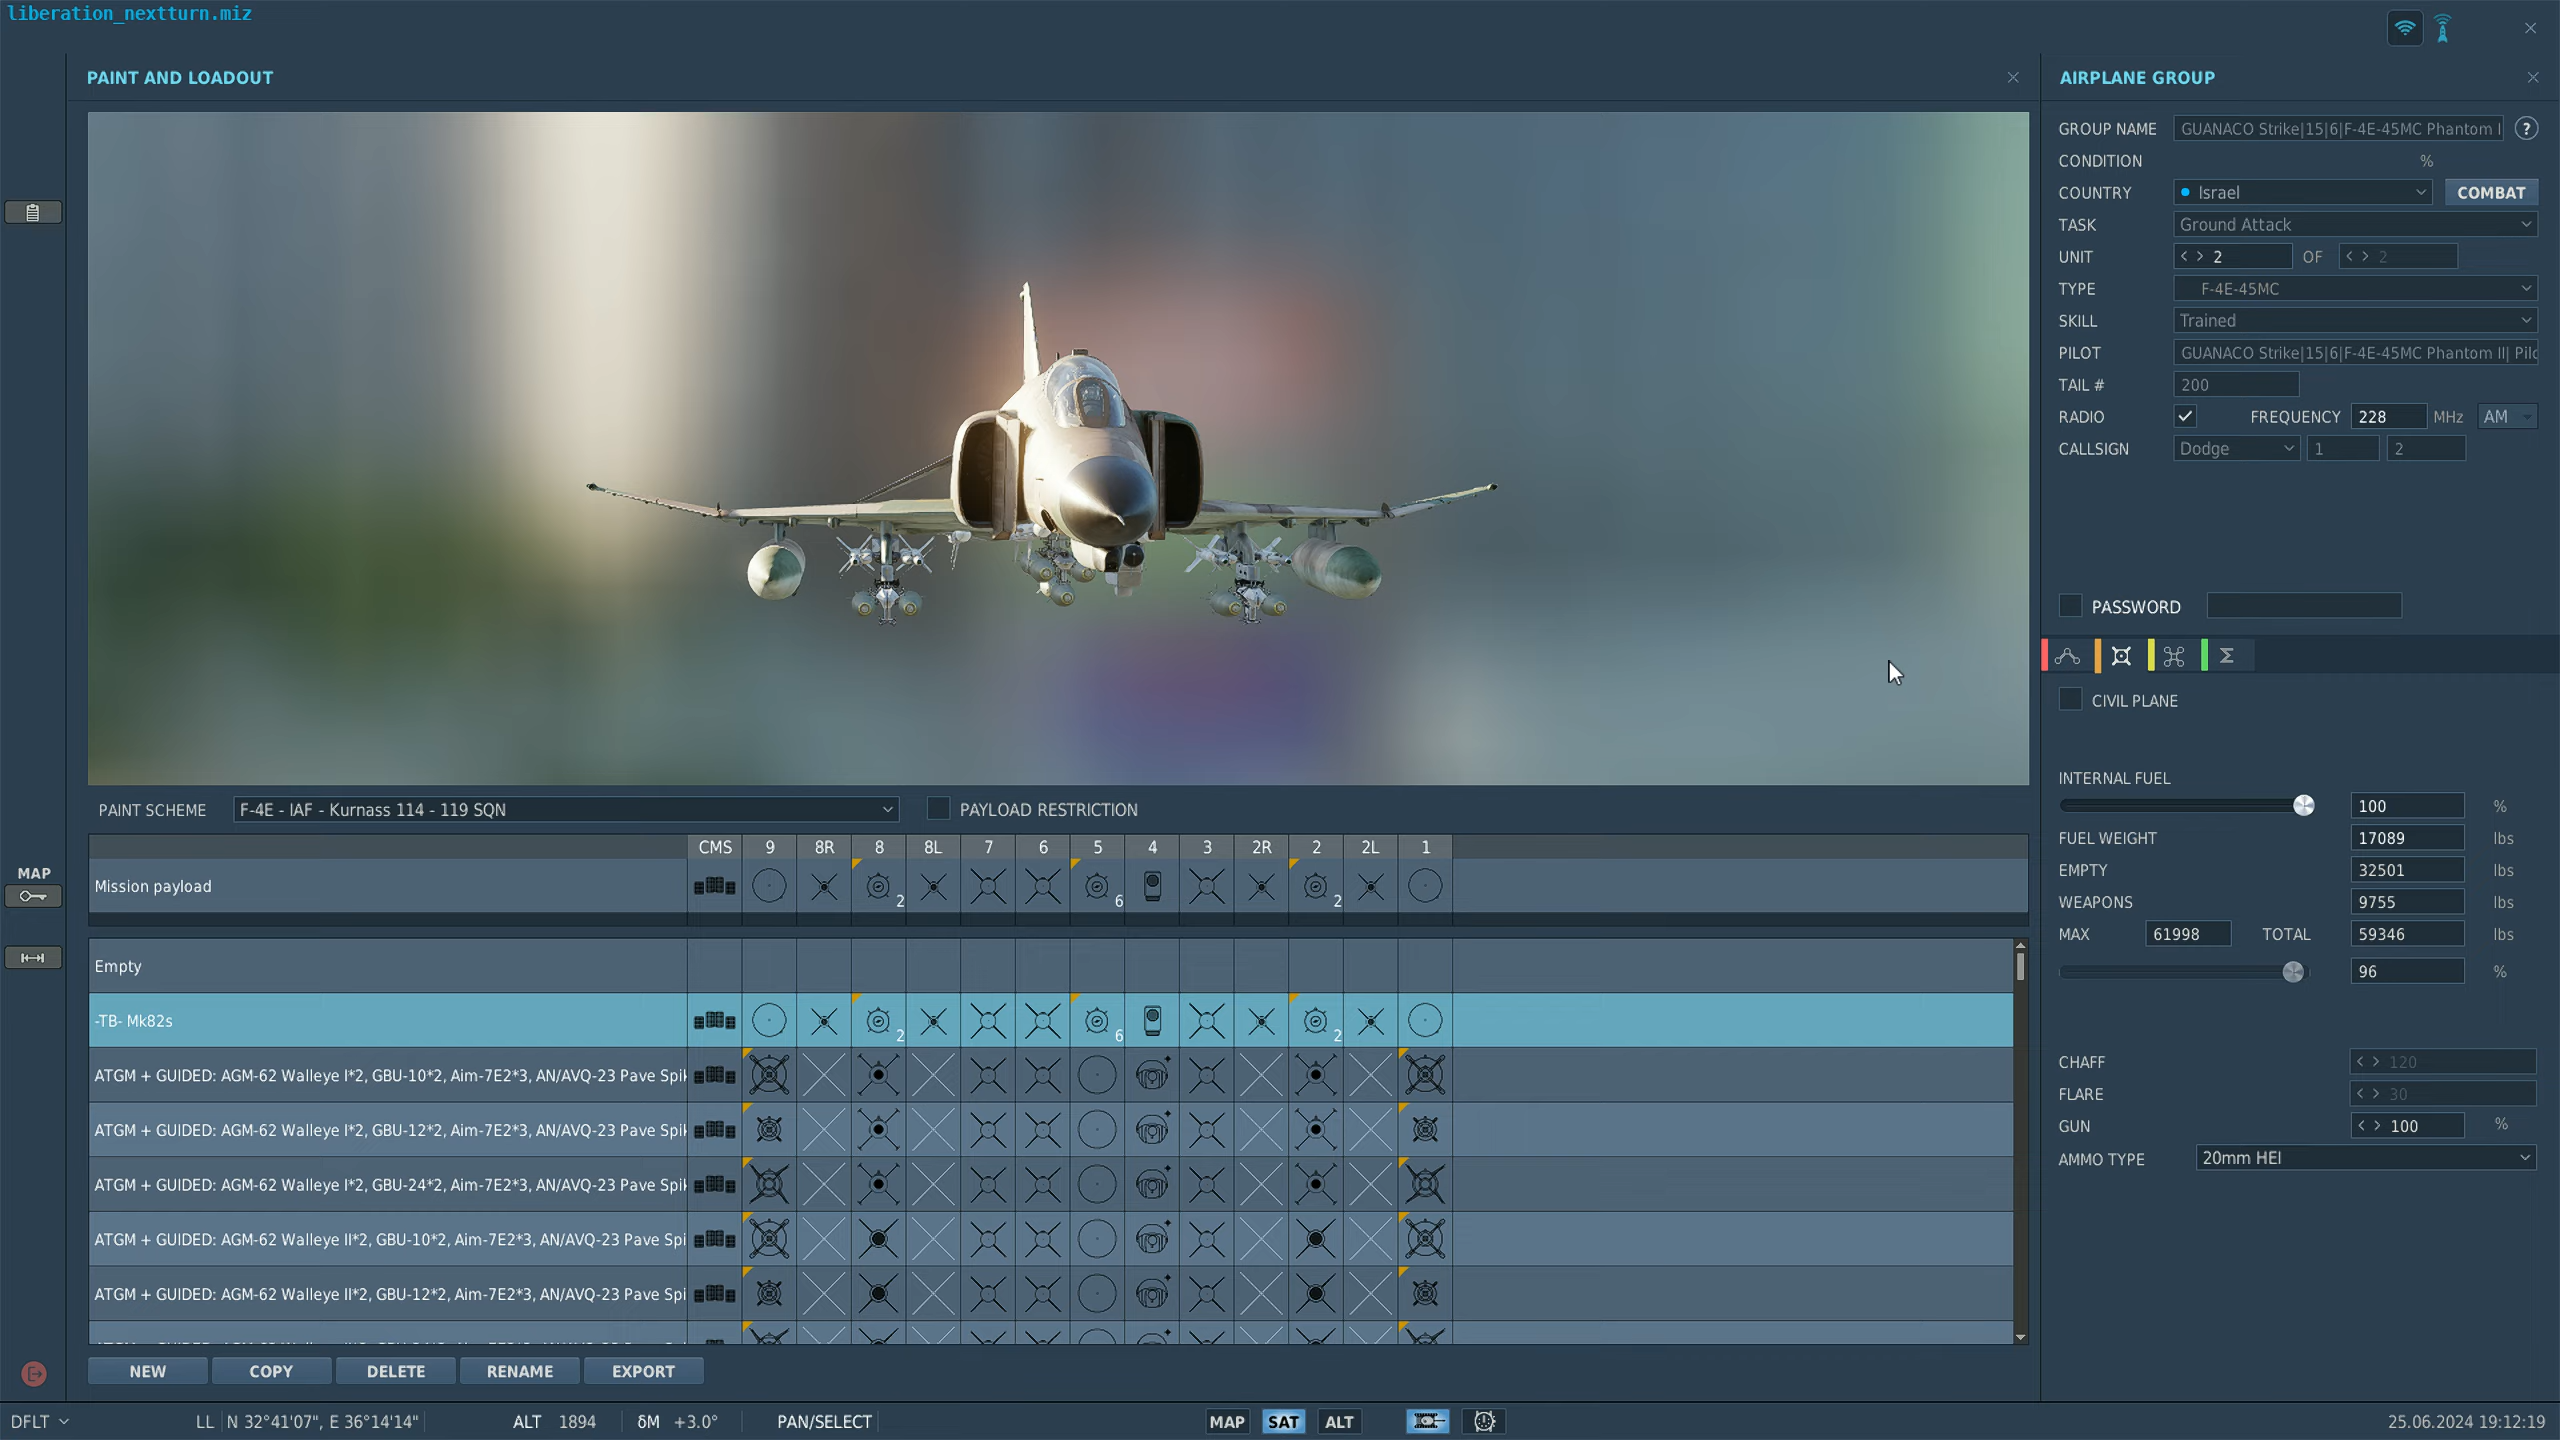 liberation_nextturn.miz
PAINT AND LOADOUT
PAINT SCHEME F-4E - IAF - Kurnass 114 - 119 SQN PAYLOAD RESTRICTION
CMS 9 8R 8 8L 7 6 5 4 3 2R 2 2L 1
Mission payload 2 6 2
Empty
-TB- Mk82s 2 6 2
ATGM + GUIDED: AGM-62 Walleye I*2, GBU-10*2, Aim-7E2*3, AN/AVQ-23 Pave Spik
ATGM + GUIDED: AGM-62 Walleye I*2, GBU-12*2, Aim-7E2*3, AN/AVQ-23 Pave Spik
ATGM + GUIDED: AGM-62 Walleye I*2, GBU-24*2, Aim-7E2*3, AN/AVQ-23 Pave Spik
ATGM + GUIDED: AGM-62 Walleye II*2, GBU-10*2, Aim-7E2*3, AN/AVQ-23 Pave Spi
ATGM + GUIDED: AGM-62 Walleye II*2, GBU-12*2, Aim-7E2*3, AN/AVQ-23 Pave Spi
NEW COPY DELETE RENAME EXPORT
MAP
AIRPLANE GROUP
GROUP NAME GUANACO Strike|15|6|F-4E-45MC Phantom I ?
CONDITION %
COUNTRY Israel COMBAT
TASK Ground Attack
UNIT < > 2 OF < > 2
TYPE F-4E-45MC
SKILL Trained
PILOT GUANACO Strike|15|6|F-4E-45MC Phantom II| Pilo
TAIL # 200
RADIO FREQUENCY 228 MHz AM
CALLSIGN Dodge 1 2
PASSWORD
Σ
CIVIL PLANE
INTERNAL FUEL
100 %
FUEL WEIGHT 17089 lbs
EMPTY 32501 lbs
WEAPONS 9755 lbs
MAX 61998 TOTAL 59346 lbs
96 %
CHAFF < > 120
FLARE < > 30
GUN < > 100 %
AMMO TYPE 20mm HEI
DFLT LL N 32°41'07", E 36°14'14" ALT 1894 δM +3.0° PAN/SELECT MAP SAT ALT 25.06.2024 19:12:19